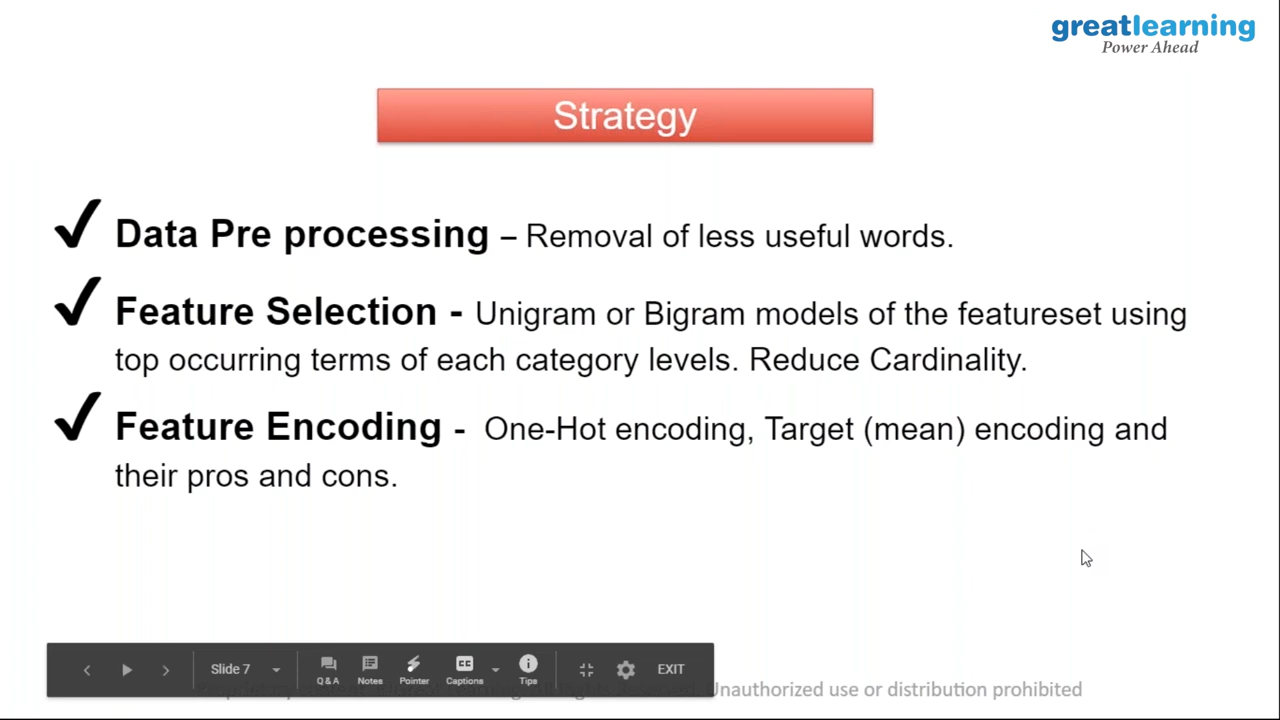 greatlearning
Power Ahead
Strategy
✓ Data Pre processing – Removal of less useful words.
✓ Feature Selection - Unigram or Bigram models of the featureset using
top occurring terms of each category levels. Reduce Cardinality.
✓ Feature Encoding - One-Hot encoding, Target (mean) encoding and
their pros and cons.
Slide 7 Q&A Notes Pointer CC Captions Tips EXIT
Unauthorized use or distribution prohibited